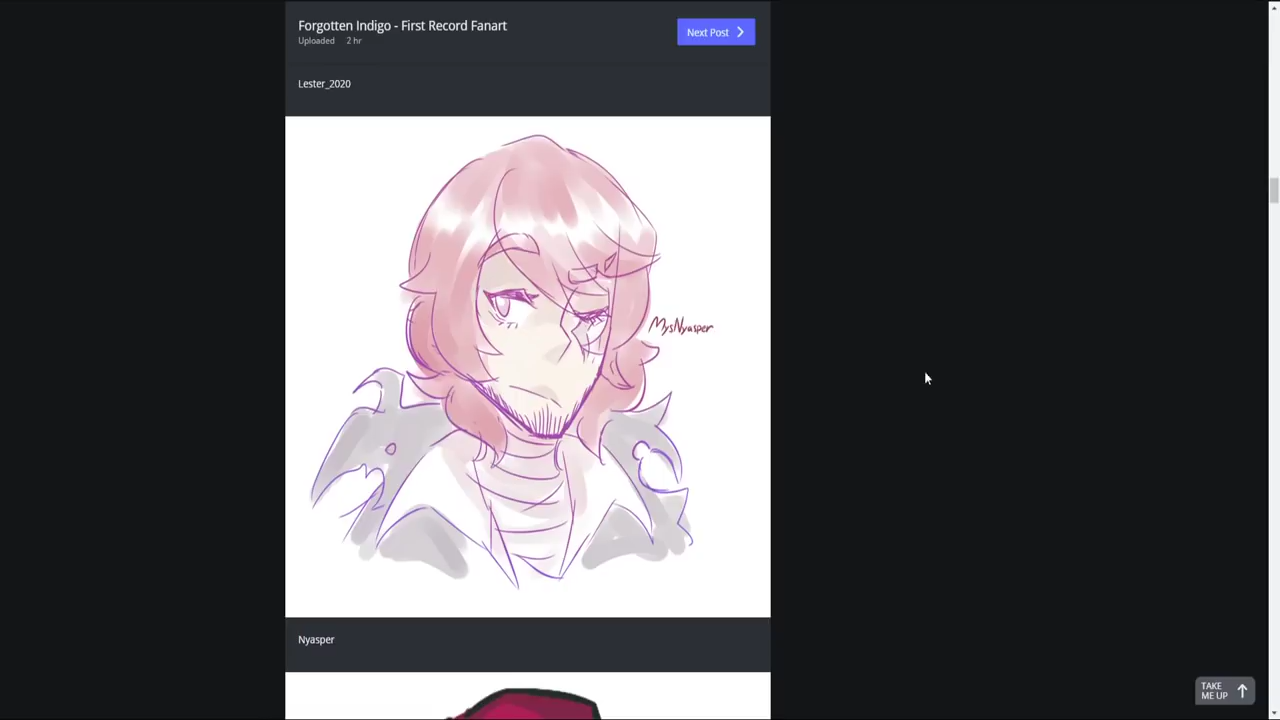 Forgotten Indigo - First Record Fanart
Next Post
Uploaded 2 hr
Lester_2020
MysNyasper
Nyasper
TAKE
ME UP